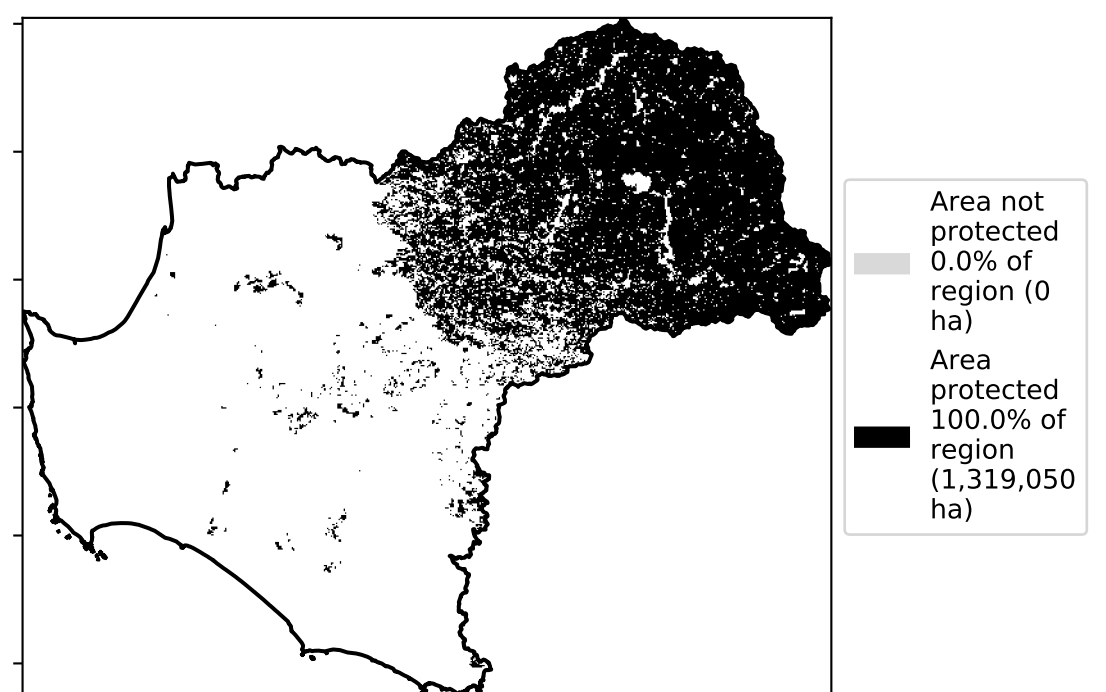 Area not
protected
0.0% of
region (0
ha)
Area
protected
100.0% of
region
(1,319,050
ha)